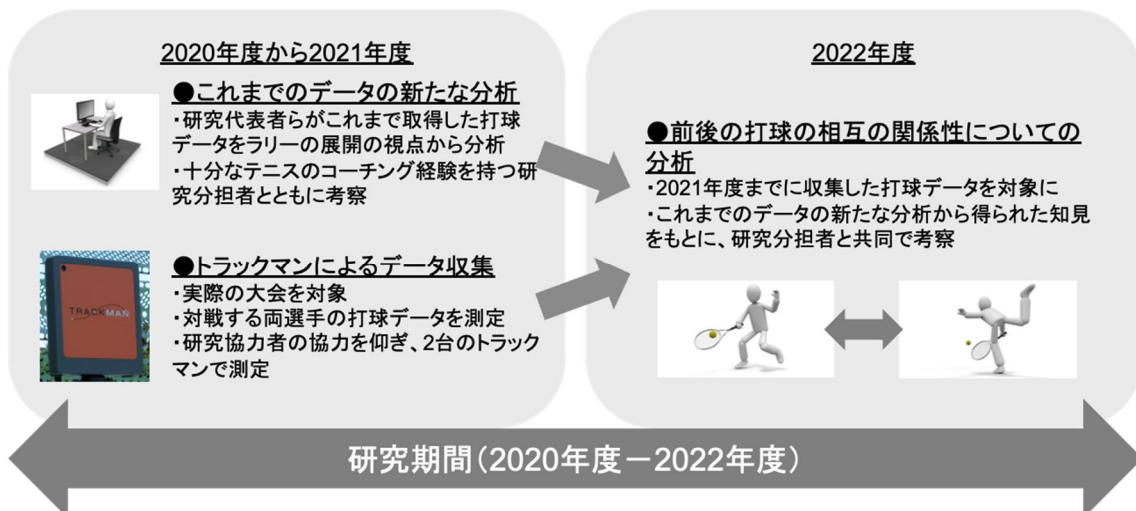 2020年度から2021年度
●これまでのデータの新たな分析
・研究代表者らがこれまで取得した打球
データをラリーの展開の視点から分析
・十分なテニスのコーチング経験を持つ研
究分担者とともに考察
●トラックマンによるデータ収集
・実際の大会を対象
・対戦する両選手の打球データを測定
・研究協力者の協力を仰ぎ、2台のトラック
マンで測定
TRACKMAN
2022年度
●前後の打球の相互の関係性についての
分析
・2021年度までに収集した打球データを対象に
・これまでのデータの新たな分析から得られた知見
をもとに、研究分担者と共同で考察
研究期間(2020年度－2022年度)